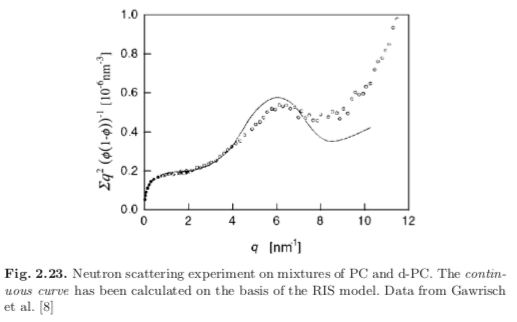 1.0
0.8
0.6
0.4
0.2
0.0
Σq² (ϕ(1-ϕ))⁻¹ [10⁻⁶nm⁻³]
0 2 4 6 8 10 12
q [nm⁻¹]
Fig. 2.23. Neutron scattering experiment on mixtures of PC and d-PC. The contin-
uous curve has been calculated on the basis of the RIS model. Data from Gawrisch
et al. [8]